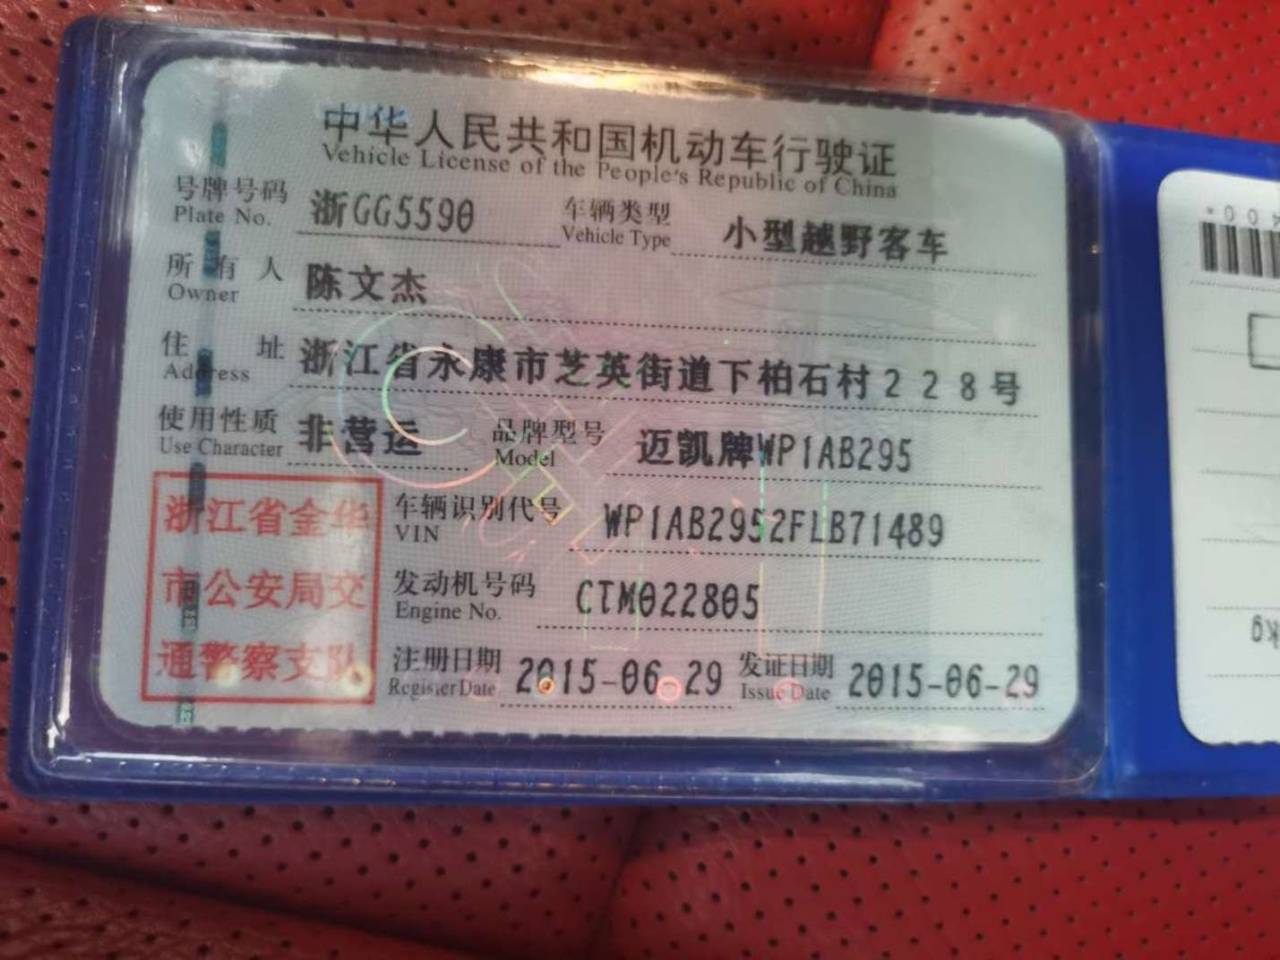 中华人民共和国机动车行驶证
Vehicle License of the People's Republic of China
号牌号码 浙GG5590 车辆类型 小型越野客车
Plate No. Vehicle Type
所有人 陈文杰
Owner
住址 浙江省永康市芝英街道下柏石村228号
Address
使用性质 非营运 品牌型号 迈凯牌WP1AB295
Use Character Model
浙江省金华
市公安局交
通警察支队
车辆识别代号 WP1AB2952FLB71489
VIN
发动机号码 CTM022805
Engine No.
注册日期 2015-06-29 发证日期 2015-06-29
Register Date Issue Date
kg